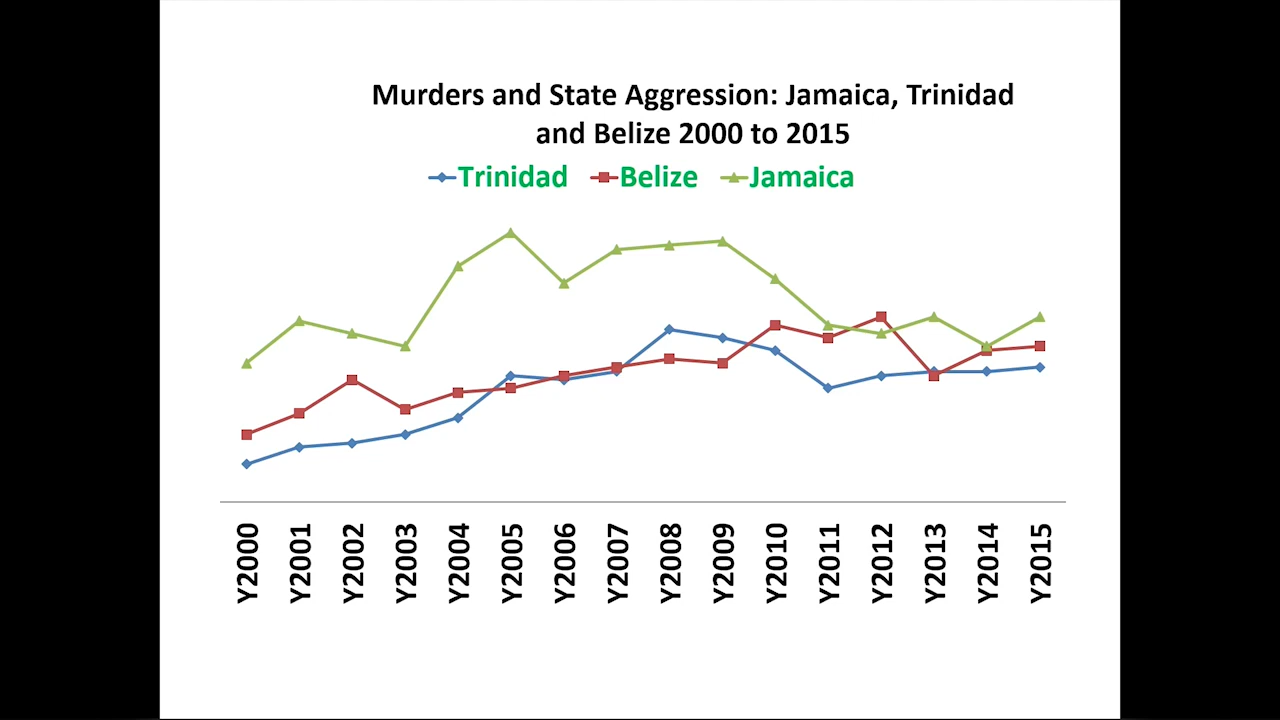 Murders and State Aggression: Jamaica, Trinidad
and Belize 2000 to 2015
Trinidad Belize Jamaica
Y2000 Y2001 Y2002 Y2003 Y2004 Y2005 Y2006 Y2007 Y2008 Y2009 Y2010 Y2011 Y2012 Y2013 Y2014 Y2015